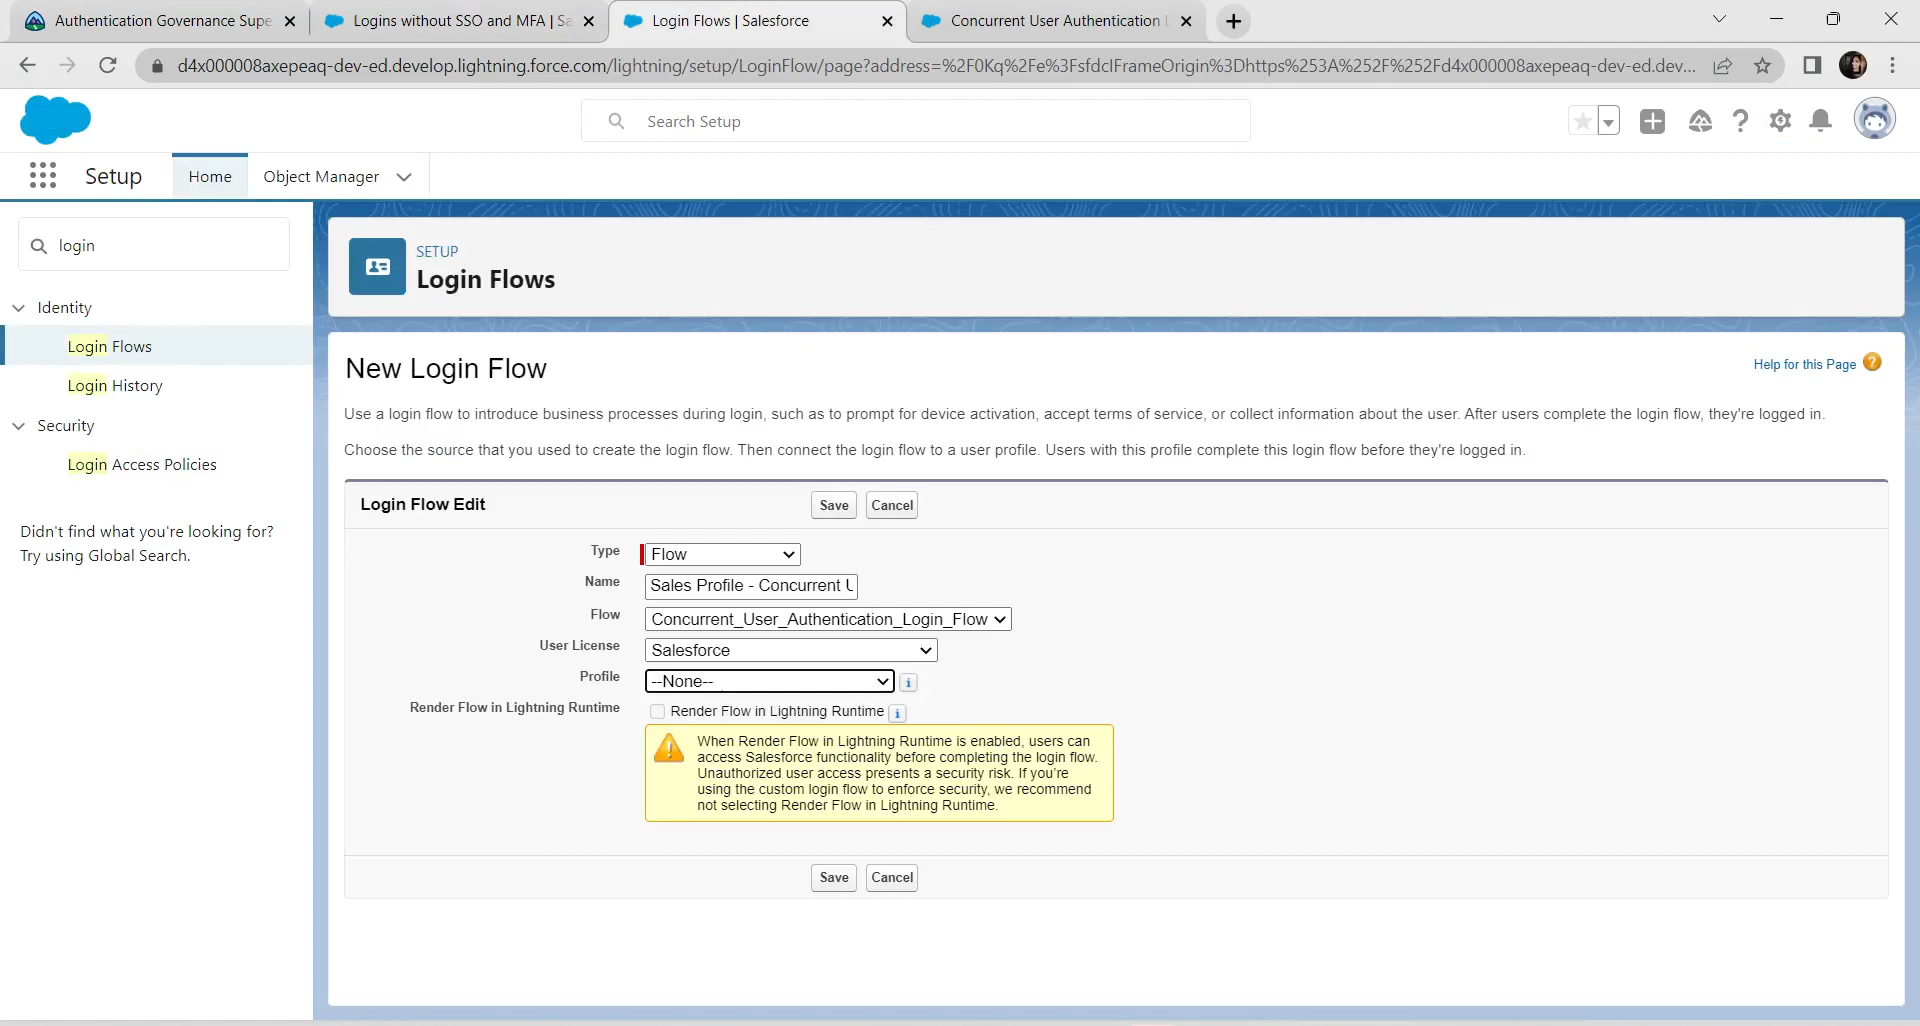 Authentication Governance Supe
Logins without SSO and MFA | Sa
Login Flows | Salesforce
Concurrent User Authentication L
d4x000008axepeaq-dev-ed.develop.lightning.force.com/lightning/setup/LoginFlow/page?address=%2F0Kq%2Fe%3FsfdcIFrameOrigin%3Dhttps%253A%252F%252Fd4x000008axepeaq-dev-ed.dev...
Search Setup
Setup
Home
Object Manager
login
Identity
Login Flows
Login History
Security
Login Access Policies
Didn't find what you're looking for?
Try using Global Search.
SETUP
Login Flows
New Login Flow
Help for this Page
Use a login flow to introduce business processes during login, such as to prompt for device activation, accept terms of service, or collect information about the user. After users complete the login flow, they're logged in.
Choose the source that you used to create the login flow. Then connect the login flow to a user profile. Users with this profile complete this login flow before they're logged in.
Login Flow Edit
Save
Cancel
Type
Flow
Name
Sales Profile - Concurrent U
Flow
Concurrent_User_Authentication_Login_Flow
User License
Salesforce
Profile
--None--
Render Flow in Lightning Runtime
Render Flow in Lightning Runtime
When Render Flow in Lightning Runtime is enabled, users can
access Salesforce functionality before completing the login flow.
Unauthorized user access presents a security risk. If you're
using the custom login flow to enforce security, we recommend
not selecting Render Flow in Lightning Runtime.
Save
Cancel